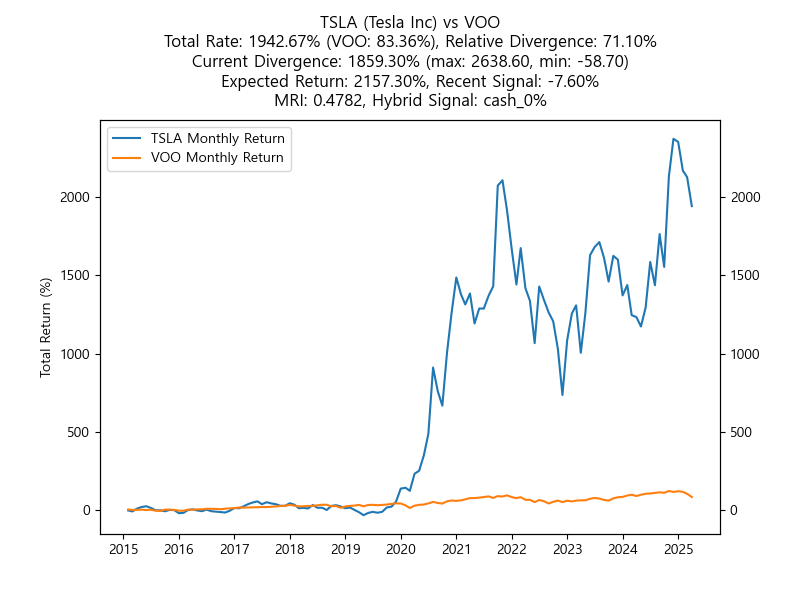 TSLA (Tesla Inc) vs VOO
Total Rate: 1942.67% (VOO: 83.36%), Relative Divergence: 71.10%
Current Divergence: 1859.30% (max: 2638.60, min: -58.70)
Expected Return: 2157.30%, Recent Signal: -7.60%
MRI: 0.4782, Hybrid Signal: cash_0%
TSLA Monthly Return
VOO Monthly Return
Total Return (%)
2000
1500
1000
500
0
2000
1500
1000
500
0
2015 2016 2017 2018 2019 2020 2021 2022 2023 2024 2025